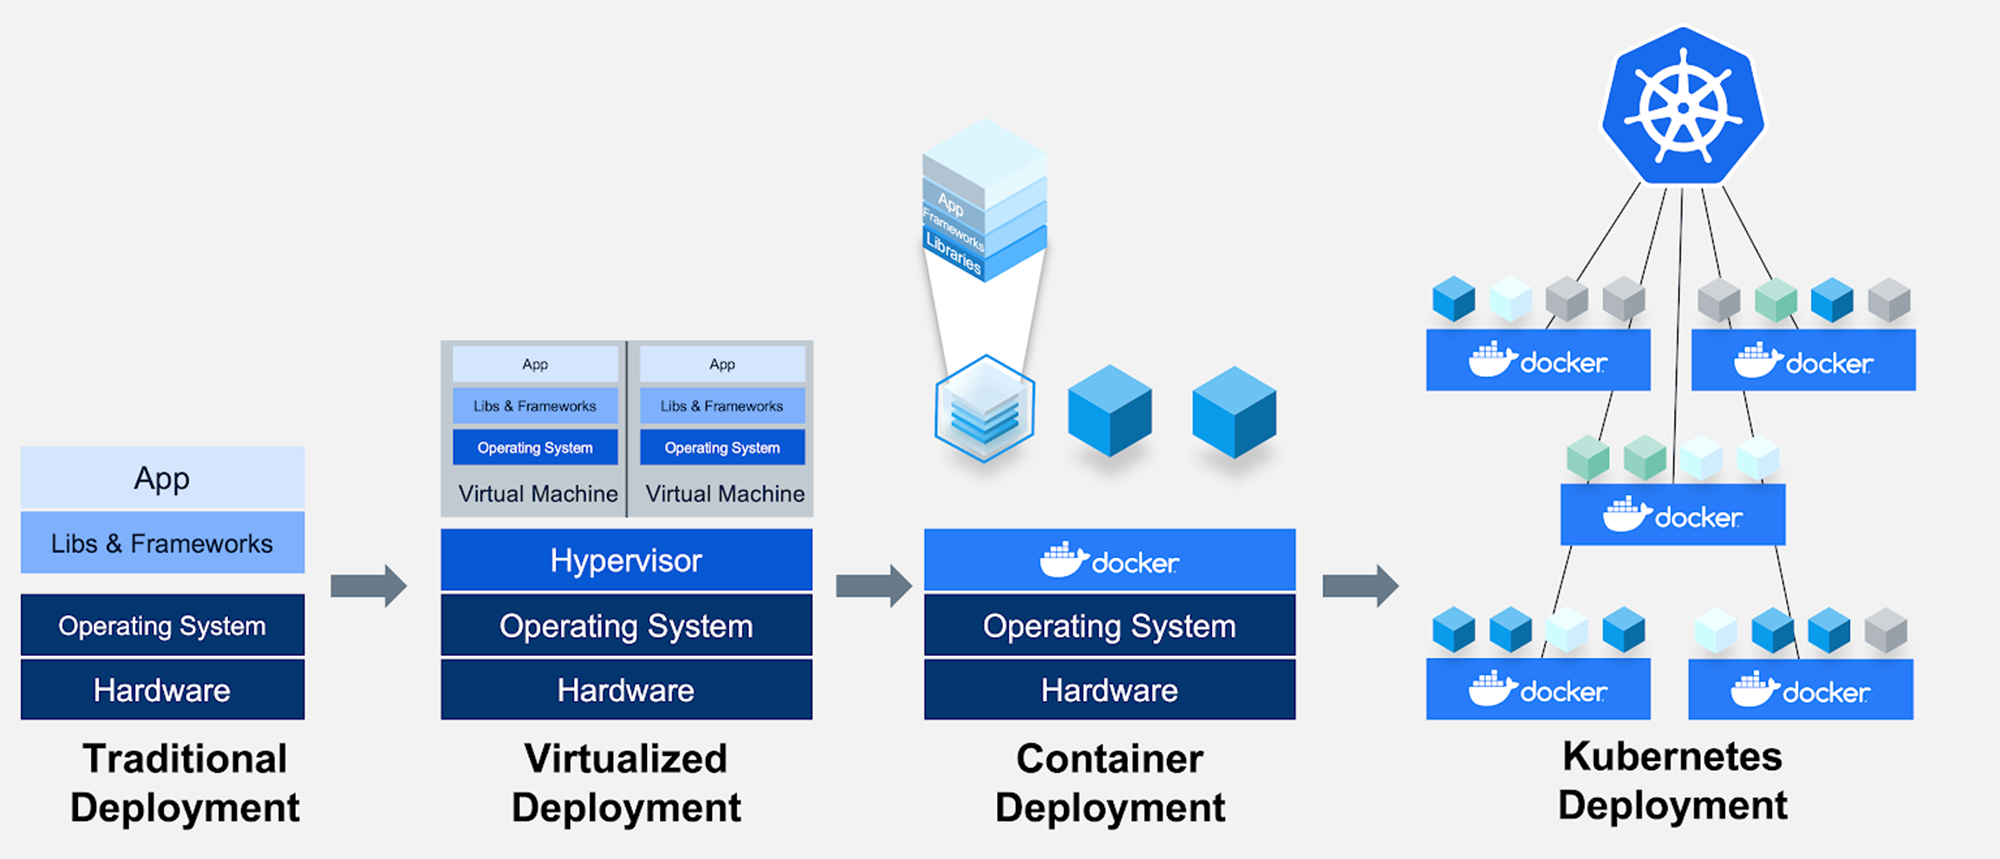 App
Libs & Frameworks
Operating System
Hardware
Traditional
Deployment
App
Libs & Frameworks
Operating System
Virtual Machine
App
Libs & Frameworks
Operating System
Virtual Machine
Hypervisor
Operating System
Hardware
Virtualized
Deployment
App
Frameworks
Libraries
docker
Operating System
Hardware
Container
Deployment
docker
docker
docker
docker
docker
Kubernetes
Deployment